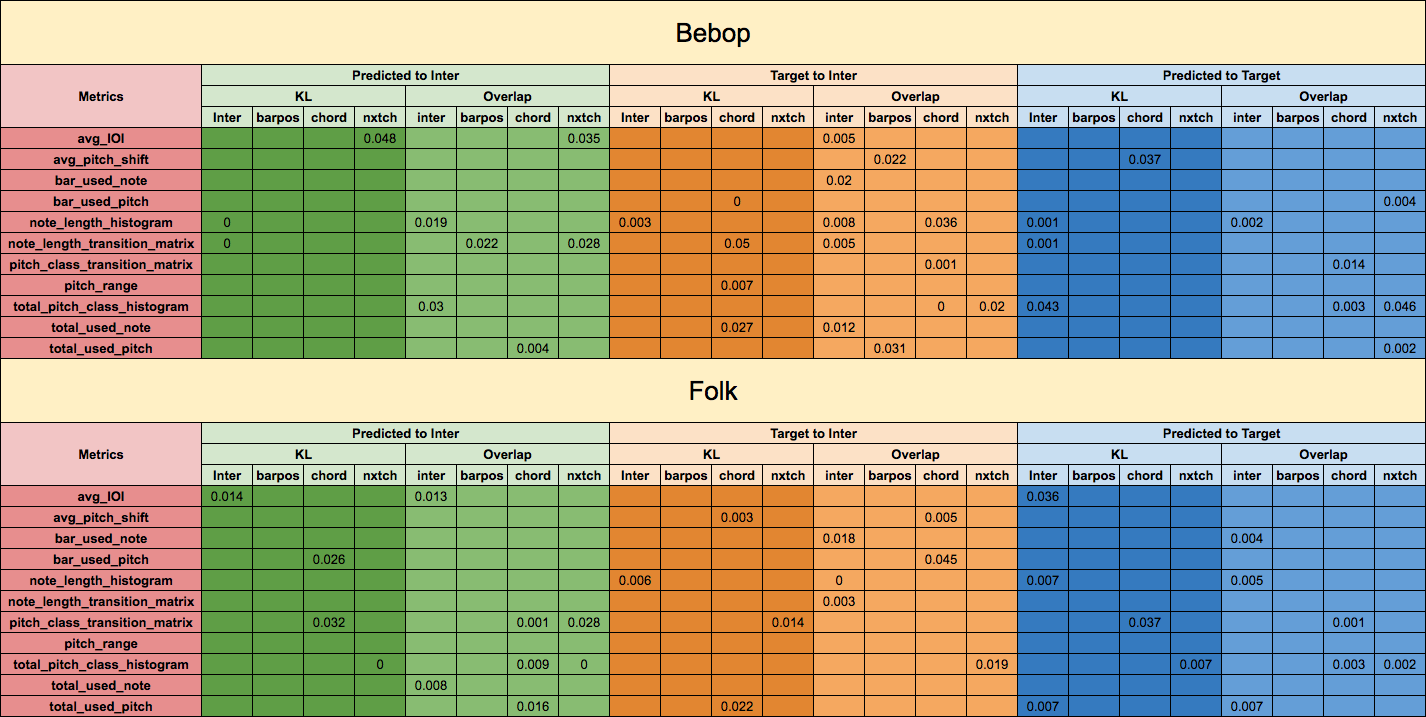 Bebop
Metrics Predicted to Inter Target to Inter Predicted to Target
KL Overlap KL Overlap KL Overlap
Inter barpos chord nxtch inter barpos chord nxtch Inter barpos chord nxtch inter barpos chord nxtch Inter barpos chord nxtch inter barpos chord nxtch
avg_IOI 0.048 0.035 0.005
avg_pitch_shift 0.022 0.037
bar_used_note 0.02
bar_used_pitch 0 0.004
note_length_histogram 0 0.019 0.003 0.008 0.036 0.001 0.002
note_length_transition_matrix 0 0.022 0.028 0.05 0.005 0.001
pitch_class_transition_matrix 0.001 0.014
pitch_range 0.007
total_pitch_class_histogram 0.03 0 0.02 0.043 0.003 0.046
total_used_note 0.027 0.012
total_used_pitch 0.004 0.031 0.002
Folk
Metrics Predicted to Inter Target to Inter Predicted to Target
KL Overlap KL Overlap KL Overlap
Inter barpos chord nxtch inter barpos chord nxtch Inter barpos chord nxtch inter barpos chord nxtch Inter barpos chord nxtch inter barpos chord nxtch
avg_IOI 0.014 0.013 0.036
avg_pitch_shift 0.003 0.005
bar_used_note 0.018 0.004
bar_used_pitch 0.026 0.045
note_length_histogram 0.006 0 0.007 0.005
note_length_transition_matrix 0.003
pitch_class_transition_matrix 0.032 0.001 0.028 0.014 0.037 0.001
pitch_range
total_pitch_class_histogram 0 0.009 0 0.019 0.007 0.003 0.002
total_used_note 0.008
total_used_pitch 0.016 0.022 0.007 0.007